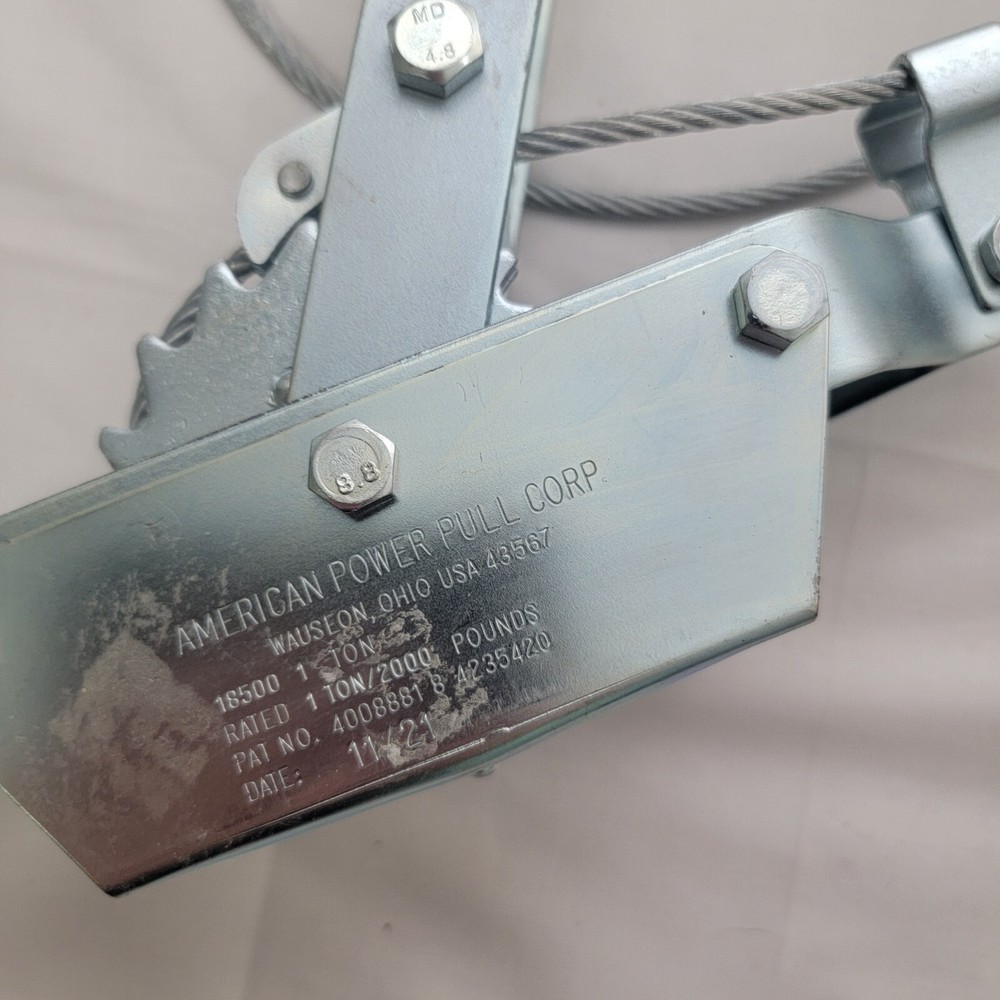 MD
4.8
8.8
AMERICAN POWER PULL CORP.
WAUSEON, OHIO USA 43567
18500 1 TON
RATED 1 TON/2000 POUNDS
PAT NO. 4008881 8 4235420
DATE: 11/21